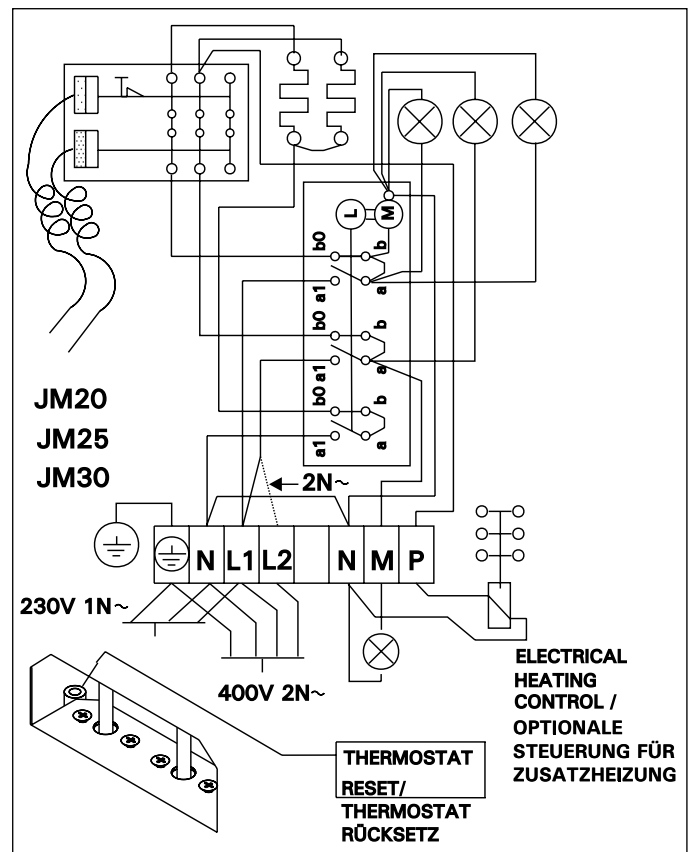 L M
b0 b
a1 a
b0 b
a1 a
b0 b
a1 a
JM20
JM25
JM30
2N~
N L1 L2 N M P
230V 1N~
400V 2N~
ELECTRICAL
HEATING
CONTROL /
OPTIONALE
STEUERUNG FÜR
ZUSATZHEIZUNG
THERMOSTAT
RESET/
THERMOSTAT
RÜCKSETZ